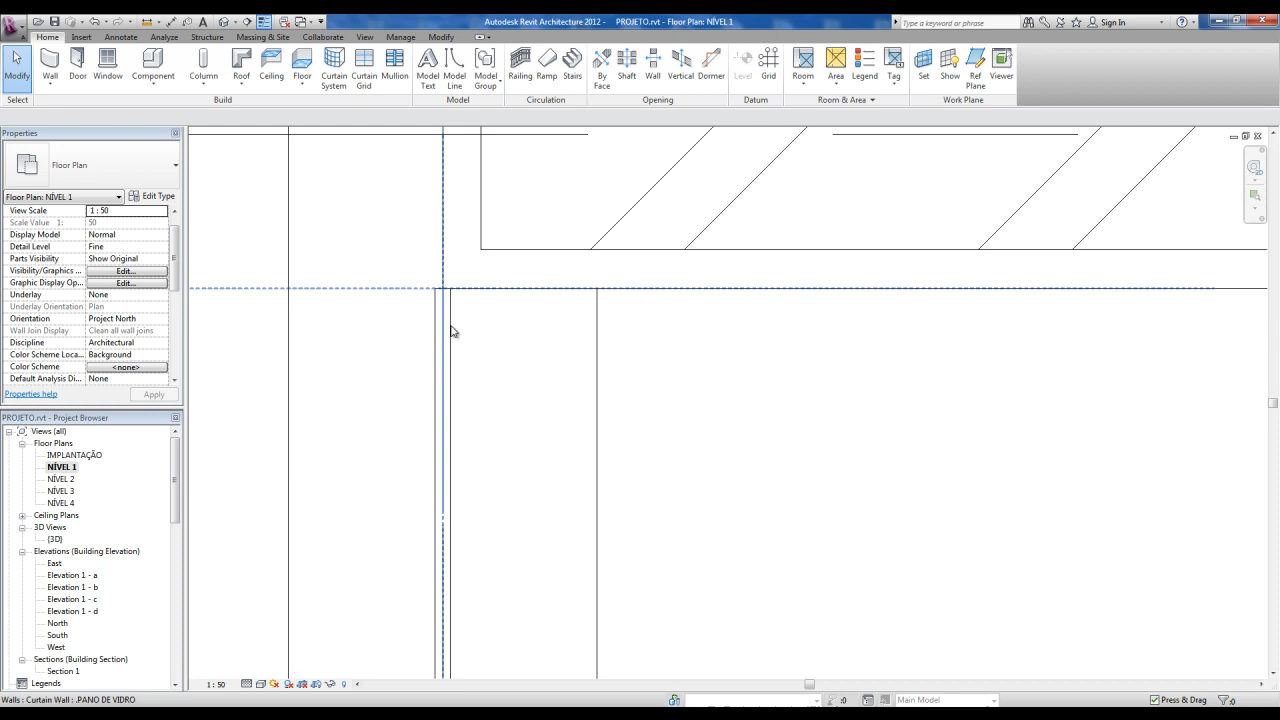 Autodesk Revit Architecture 2012 - PROJETO.rvt - Floor Plan: NÍVEL 1
Type a keyword or phrase
Sign In
Home Insert Annotate Analyze Structure Massing & Site Collaborate View Manage Modify
Modify Wall Door Window Component Column Roof Ceiling Floor Curtain System Curtain Grid Mullion Model Text Model Line Model Group Railing Ramp Stairs By Face Shaft Wall Vertical Dormer Level Grid Room Area Legend Tag Set Show Ref Plane Viewer
Select Build Model Circulation Opening Datum Room & Area Work Plane
Properties
Floor Plan
Floor Plan: NÍVEL 1 Edit Type
View Scale 1 : 50
Scale Value 1: 50
Display Model Normal
Detail Level Fine
Parts Visibility Show Original
Visibility/Graphics ... Edit...
Graphic Display Op... Edit...
Underlay None
Underlay Orientation Plan
Orientation Project North
Wall Join Display Clean all wall joins
Discipline Architectural
Color Scheme Loca... Background
Color Scheme <none>
Default Analysis Di... None
Properties help Apply
PROJETO.rvt - Project Browser
Views (all)
Floor Plans
IMPLANTAÇÃO
NÍVEL 1
NÍVEL 2
NÍVEL 3
NÍVEL 4
Ceiling Plans
3D Views
{3D}
Elevations (Building Elevation)
East
Elevation 1 - a
Elevation 1 - b
Elevation 1 - c
Elevation 1 - d
North
South
West
Sections (Building Section)
Section 1
Legends
1 : 50
Walls : Curtain Wall : .PANO DE VIDRO
:0
Main Model
Press & Drag
:0